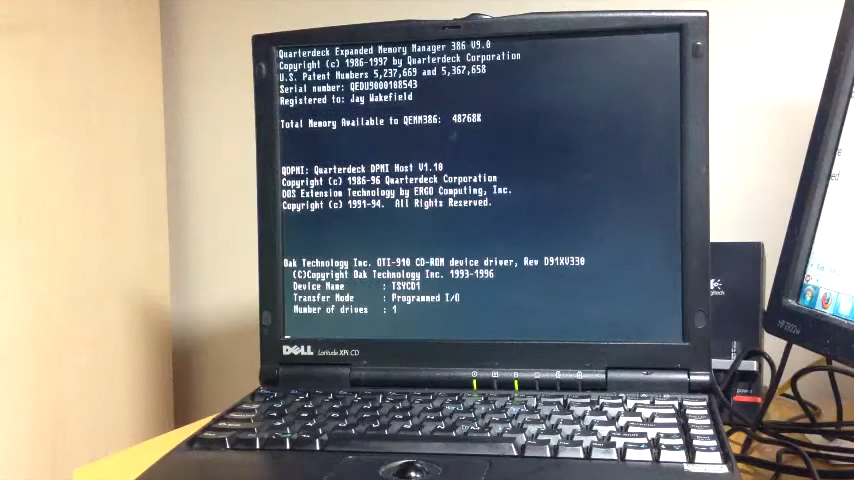 Quarterdeck Expanded Memory Manager 386 V9.0
Copyright (c) 1986-1997 by Quarterdeck Corporation
U.S. Patent Numbers 5,237,669 and 5,367,658
Serial number: QEDU9000108543
Registered to: Jay Wakefield
Total Memory Available to QEMM386: 48768K
QDPMI: Quarterdeck DPMI Host V1.10
Copyright (c) 1986-96 Quarterdeck Corporation
DOS Extension Technology by ERGO Computing, Inc.
Copyright (c) 1991-94. All Rights Reserved.
Oak Technology Inc. OTI-910 CD-ROM device driver, Rev D91XV330
(C)Copyright Oak Technology Inc. 1993-1996
Device Name : TSYCD1
Transfer Mode : Programmed I/O
Number of drives : 1
DELL Latitude XPi CD